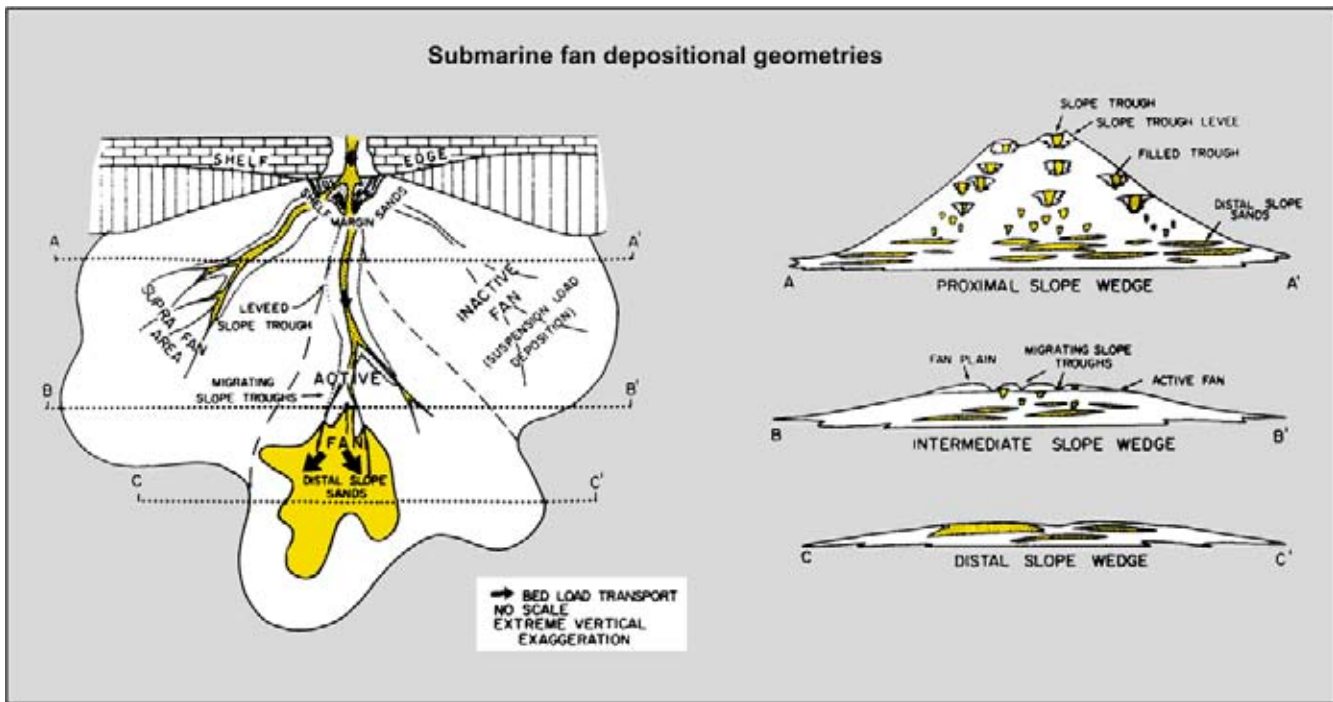 Submarine fan depositional geometries
SHELF EDGE
SHELF MARGIN SANDS
A A'
SUPRA FAN
AREA
LEVEED
SLOPE TROUGH
INACTIVE
FAN
(SUSPENSION LOAD
DEPOSITION)
MIGRATING
SLOPE TROUGHS
ACTIVE
B B'
FAN
DISTAL SLOPE
SANDS
C C'
BED LOAD TRANSPORT
NO SCALE
EXTREME VERTICAL
EXAGGERATION
SLOPE TROUGH
SLOPE TROUGH LEVEE
FILLED TROUGH
DISTAL SLOPE
SANDS
A A'
PROXIMAL SLOPE WEDGE
FAN PLAIN
MIGRATING SLOPE
TROUGHS
ACTIVE FAN
B B'
INTERMEDIATE SLOPE WEDGE
C C'
DISTAL SLOPE WEDGE